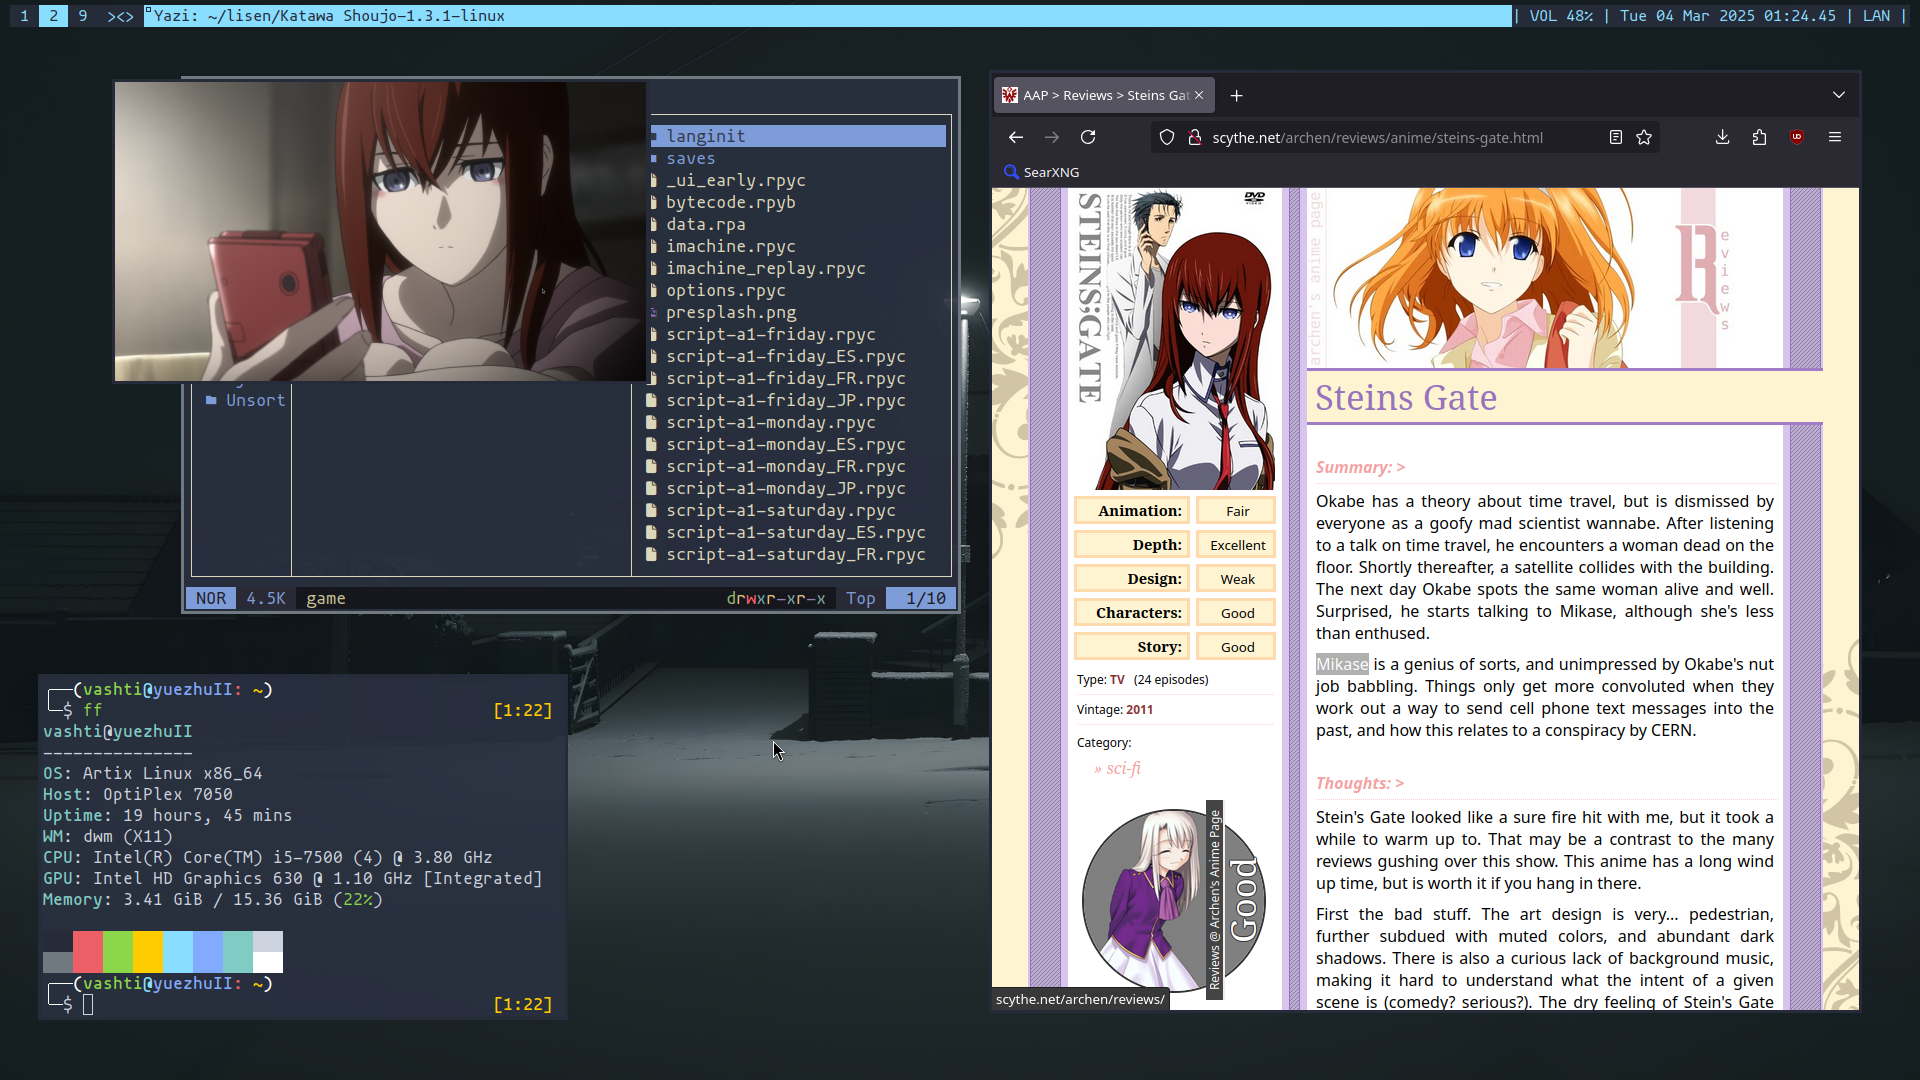 1 2 9 ><> Yazi: ~/lisen/Katawa Shoujo-1.3.1-linux | VOL 48% | Tue 04 Mar 2025 01:24.45 | LAN |
langinit
saves
_ui_early.rpyc
bytecode.rpyb
data.rpa
imachine.rpyc
imachine_replay.rpyc
options.rpyc
presplash.png
script-a1-friday.rpyc
script-a1-friday_ES.rpyc
script-a1-friday_FR.rpyc
script-a1-friday_JP.rpyc
script-a1-monday.rpyc
script-a1-monday_ES.rpyc
script-a1-monday_FR.rpyc
script-a1-monday_JP.rpyc
script-a1-saturday.rpyc
script-a1-saturday_ES.rpyc
script-a1-saturday_FR.rpyc
Unsort
NOR 4.5K game drwxr-xr-x Top 1/10
(vashti@yuezhuII: ~)
$ ff [1:22]
vashti@yuezhuII
---------------
OS: Artix Linux x86_64
Host: OptiPlex 7050
Uptime: 19 hours, 45 mins
WM: dwm (X11)
CPU: Intel(R) Core(TM) i5-7500 (4) @ 3.80 GHz
GPU: Intel HD Graphics 630 @ 1.10 GHz [Integrated]
Memory: 3.41 GiB / 15.36 GiB (22%)
(vashti@yuezhuII: ~)
$ [1:22]
AAP > Reviews > Steins Gat
scythe.net/archen/reviews/anime/steins-gate.html
SearXNG
STEINS;GATE
DVD
VIDEO
archen's anime page
Reviews
Steins Gate
Animation: Fair
Depth: Excellent
Design: Weak
Characters: Good
Story: Good
Type: TV (24 episodes)
Vintage: 2011
Category:
» sci-fi
Reviews @ Archen's Anime Page
Good
Summary: >
Okabe has a theory about time travel, but is dismissed by
everyone as a goofy mad scientist wannabe. After listening
to a talk on time travel, he encounters a woman dead on the
floor. Shortly thereafter, a satellite collides with the building.
The next day Okabe spots the same woman alive and well.
Surprised, he starts talking to Mikase, although she's less
than enthused.
Mikase is a genius of sorts, and unimpressed by Okabe's nut
job babbling. Things only get more convoluted when they
work out a way to send cell phone text messages into the
past, and how this relates to a conspiracy by CERN.
Thoughts: >
Stein's Gate looked like a sure fire hit with me, but it took a
while to warm up to. That may be a contrast to the many
reviews gushing over this show. This anime has a long wind
up time, but is worth it if you hang in there.
First the bad stuff. The art design is very... pedestrian,
further subdued with muted colors, and abundant dark
shadows. There is also a curious lack of background music,
making it hard to understand what the intent of a given
scene is (comedy? serious?). The dry feeling of Stein's Gate
scythe.net/archen/reviews/